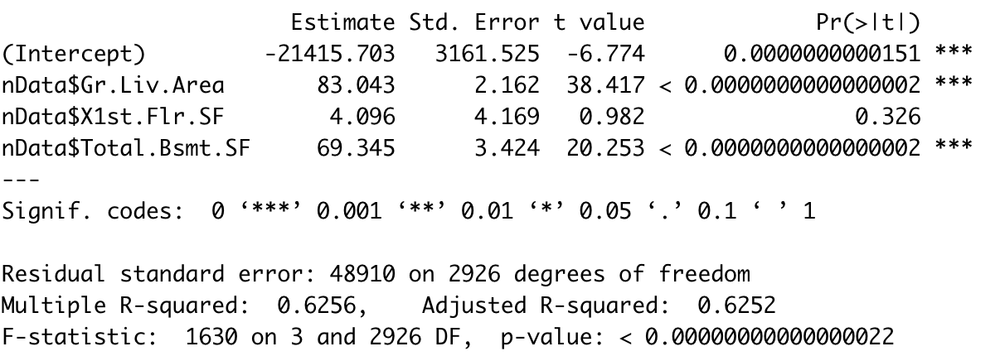 Estimate Std. Error t value Pr(>|t|)
(Intercept) -21415.703 3161.525 -6.774 0.0000000000151 ***
nData$Gr.Liv.Area 83.043 2.162 38.417 < 0.0000000000000002 ***
nData$X1st.Flr.SF 4.096 4.169 0.982 0.326
nData$Total.Bsmt.SF 69.345 3.424 20.253 < 0.0000000000000002 ***
---
Signif. codes: 0 ‘***’ 0.001 ‘**’ 0.01 ‘*’ 0.05 ‘.’ 0.1 ‘ ’ 1
Residual standard error: 48910 on 2926 degrees of freedom
Multiple R-squared: 0.6256, Adjusted R-squared: 0.6252
F-statistic: 1630 on 3 and 2926 DF, p-value: < 0.00000000000000022